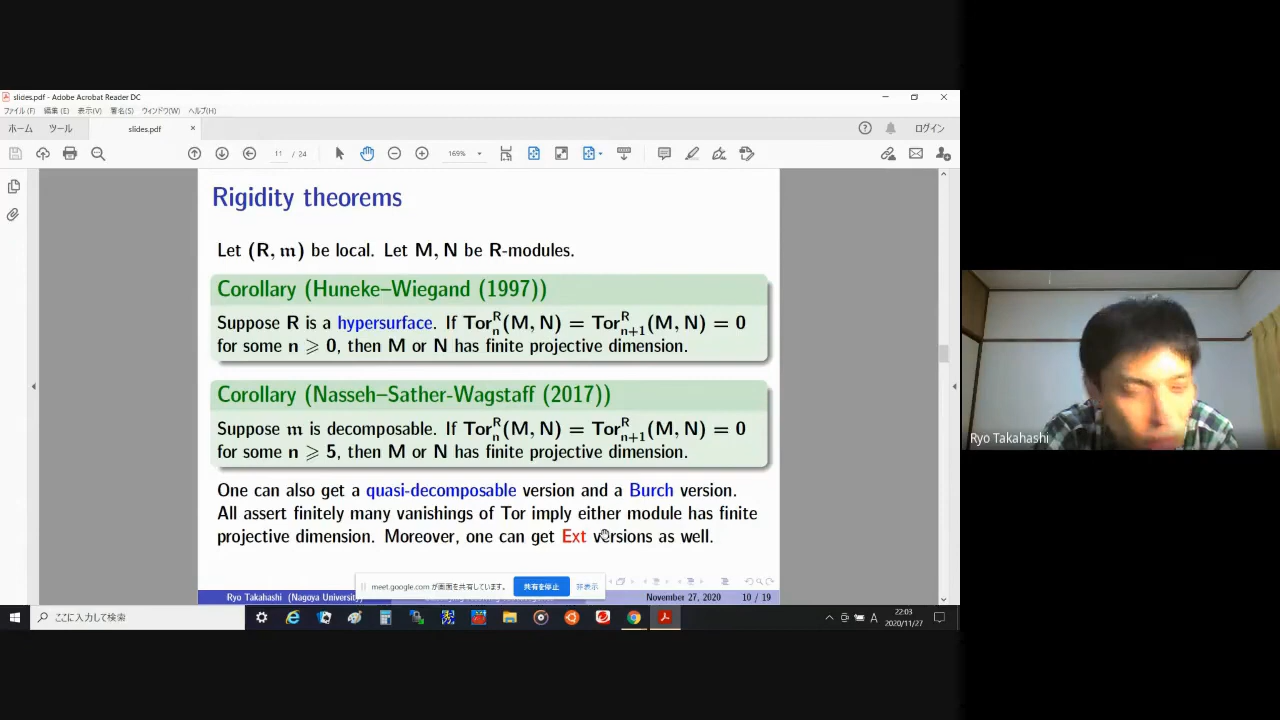 slides.pdf - Adobe Acrobat Reader DC
ファイル(F) 編集(E) 表示(V) 署名(S) ウィンドウ(W) ヘルプ(H)
ホーム ツール slides.pdf × ログイン
11 / 24 169%
Rigidity theorems
Let (R, m) be local. Let M, N be R-modules.
Corollary (Huneke–Wiegand (1997))
Suppose R is a hypersurface. If Tor^R_n(M, N) = Tor^R_{n+1}(M, N) = 0
for some n ⩾ 0, then M or N has finite projective dimension.
Corollary (Nasseh–Sather-Wagstaff (2017))
Suppose m is decomposable. If Tor^R_n(M, N) = Tor^R_{n+1}(M, N) = 0
for some n ⩾ 5, then M or N has finite projective dimension.
One can also get a quasi-decomposable version and a Burch version.
All assert finitely many vanishings of Tor imply either module has finite
projective dimension. Moreover, one can get Ext versions as well.
meet.google.com が画面を共有しています。 共有を停止 非表示
Ryo Takahashi (Nagoya University) November 27, 2020 10 / 19
ここに入力して検索
A 22:03
2020/11/27
Ryo Takahashi